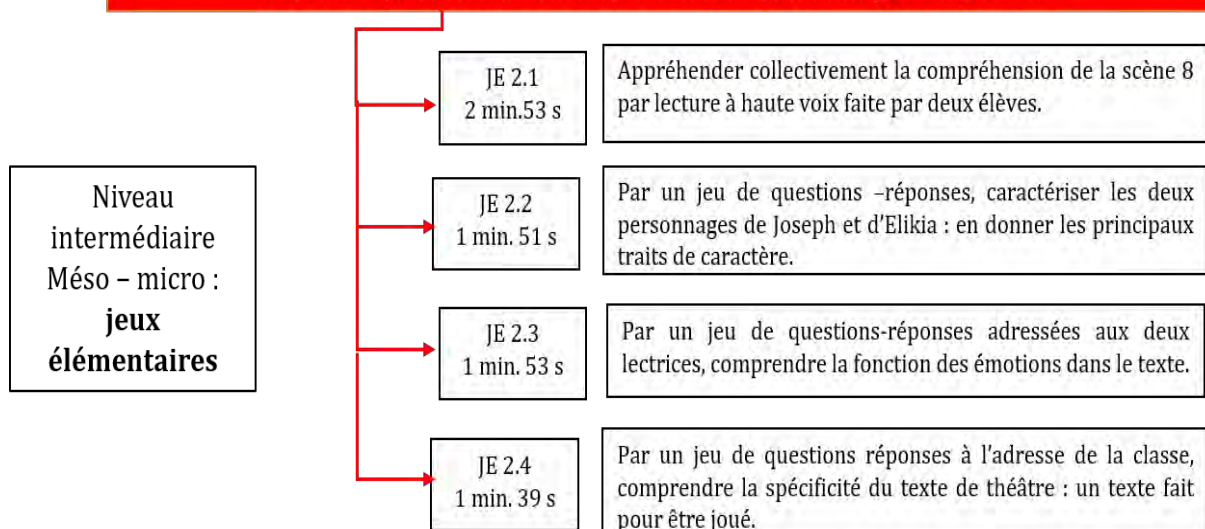 JE 2.1
2 min.53 s
Appréhender collectivement la compréhension de la scène 8
par lecture à haute voix faite par deux élèves.
Niveau
intermédiaire
Méso – micro :
jeux
élémentaires
JE 2.2
1 min. 51 s
Par un jeu de questions –réponses, caractériser les deux
personnages de Joseph et d'Elikia : en donner les principaux
traits de caractère.
JE 2.3
1 min. 53 s
Par un jeu de questions-réponses adressées aux deux
lectrices, comprendre la fonction des émotions dans le texte.
JE 2.4
1 min. 39 s
Par un jeu de questions réponses à l'adresse de la classe,
comprendre la spécificité du texte de théâtre : un texte fait
pour être joué.